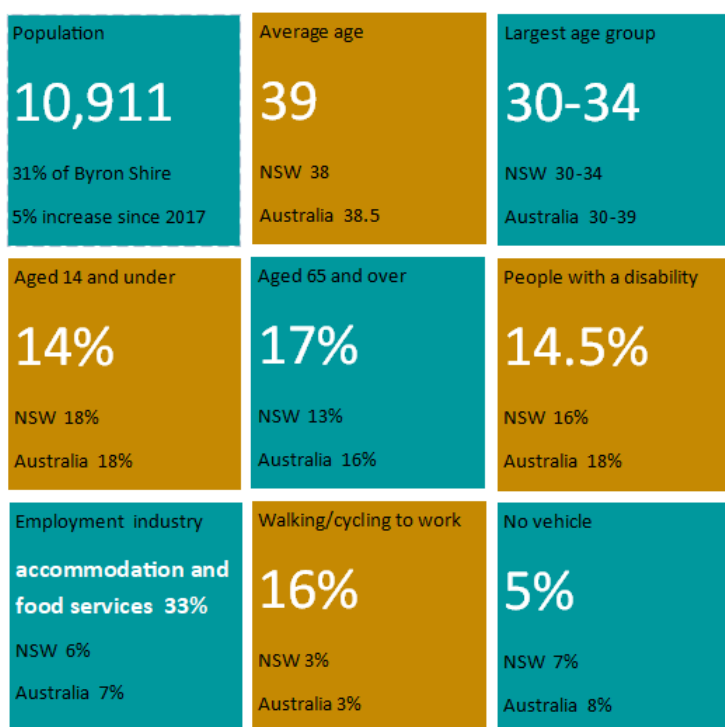 Population
10,911
31% of Byron Shire
5% increase since 2017
Average age
39
NSW 38
Australia 38.5
Largest age group
30-34
NSW 30-34
Australia 30-39
Aged 14 and under
14%
NSW 18%
Australia 18%
Aged 65 and over
17%
NSW 13%
Australia 16%
People with a disability
14.5%
NSW 16%
Australia 18%
Employment industry
accommodation and
food services 33%
NSW 6%
Australia 7%
Walking/cycling to work
16%
NSW 3%
Australia 3%
No vehicle
5%
NSW 7%
Australia 8%